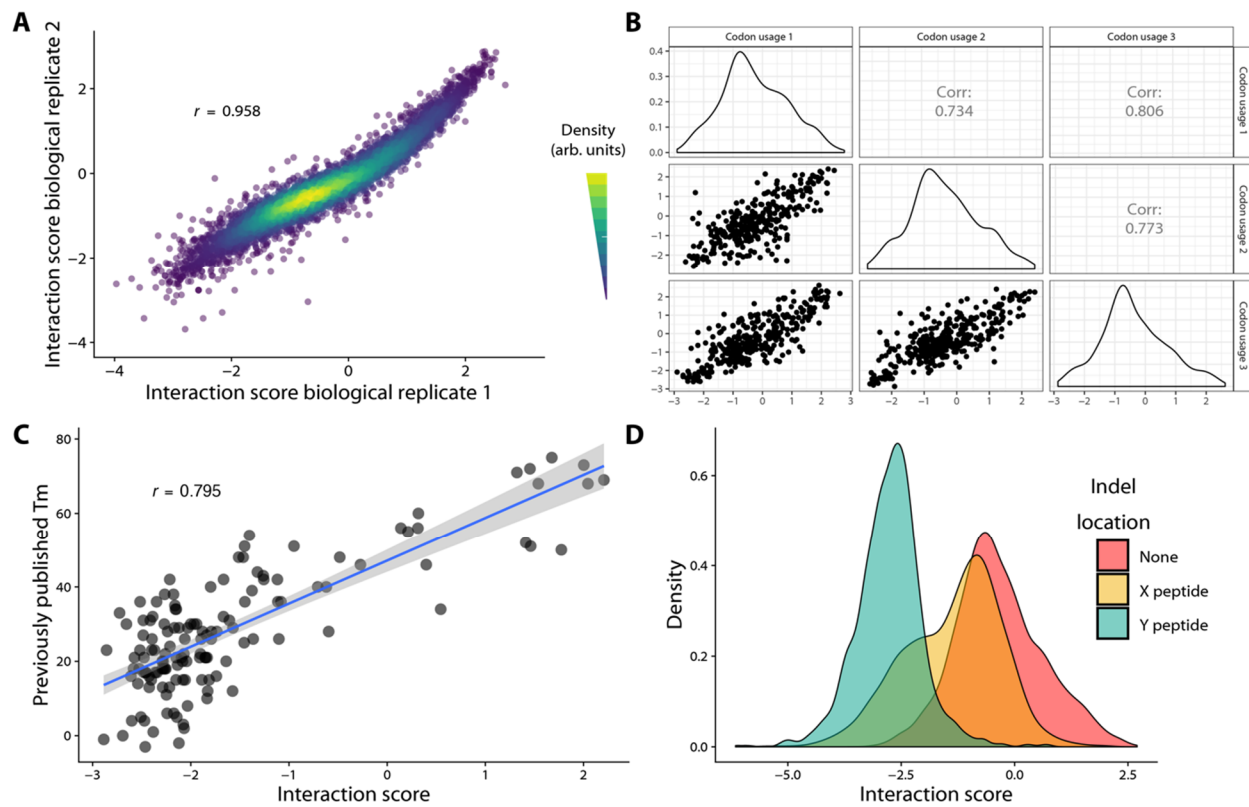 A
Interaction score biological replicate 2
2
0
−2
−4
r = 0.958
Density
(arb. units)
−4
−2
0
2
Interaction score biological replicate 1
B
Codon usage 1
Codon usage 2
Codon usage 3
0.4
0.3
0.2
0.1
0.0
Corr:
0.734
Corr:
0.806
Codon usage 1
2
1
0
−1
−2
Corr:
0.773
Codon usage 2
2
1
0
−1
−2
−3
Codon usage 3
−3 −2 −1 0 1 2 3
−2 −1 0 1 2
−3 −2 −1 0 1 2
C
Previously published Tm
80
60
40
20
0
r = 0.795
−3
−2
−1
0
1
2
Interaction score
D
Density
0.6
0.4
0.2
0.0
Indel
location
None
X peptide
Y peptide
−5.0
−2.5
0.0
2.5
Interaction score